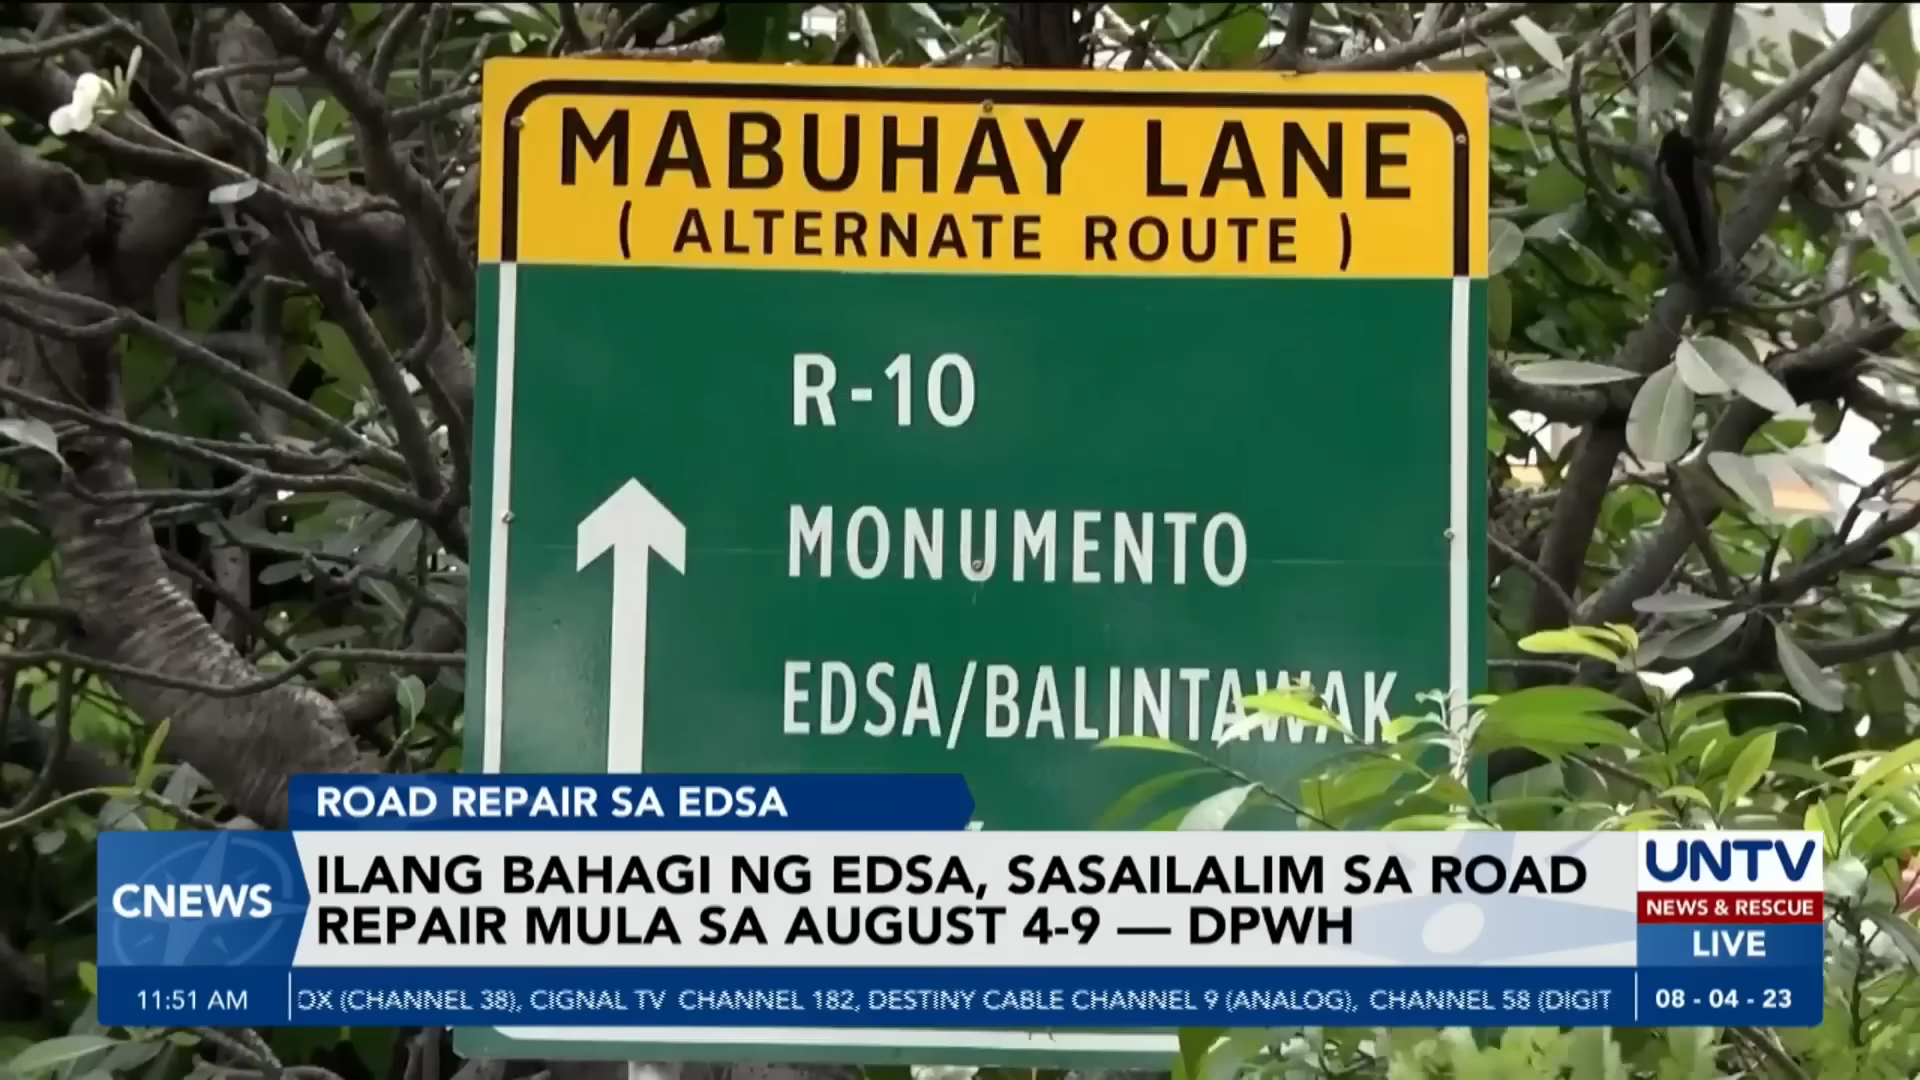 MABUHAY LANE
( ALTERNATE ROUTE )
R-10
MONUMENTO
EDSA/BALINTAWAK
ROAD REPAIR SA EDSA
CNEWS
ILANG BAHAGI NG EDSA, SASAILALIM SA ROAD
REPAIR MULA SA AUGUST 4-9 — DPWH
UNTV
NEWS & RESCUE
LIVE
11:51 AM
(CHANNEL 38), CIGNAL TV CHANNEL 182, DESTINY CABLE CHANNEL 9 (ANALOG), CHANNEL 58 (DIGIT
08 - 04 - 23